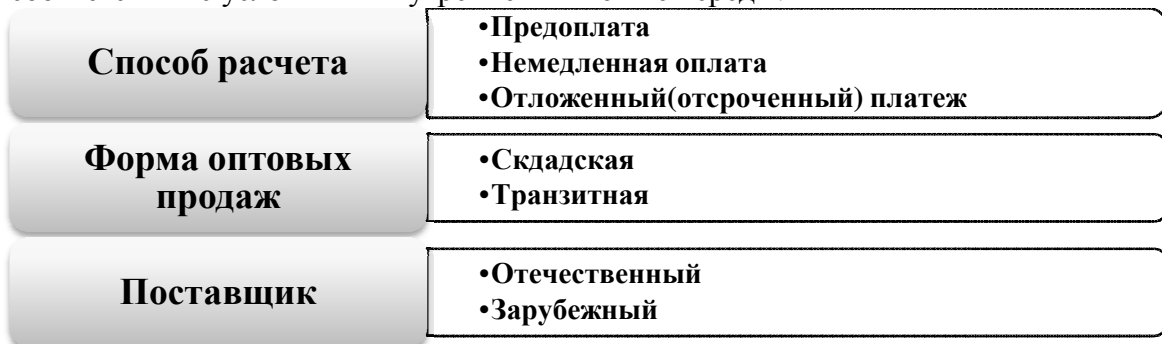 Способ расчета
•Предоплата
•Немедленная оплата
•Отложенный(отсроченный) платеж
Форма оптовых
продаж
•Скдадская
•Транзитная
Поставщик
•Отечественный
•Зарубежный